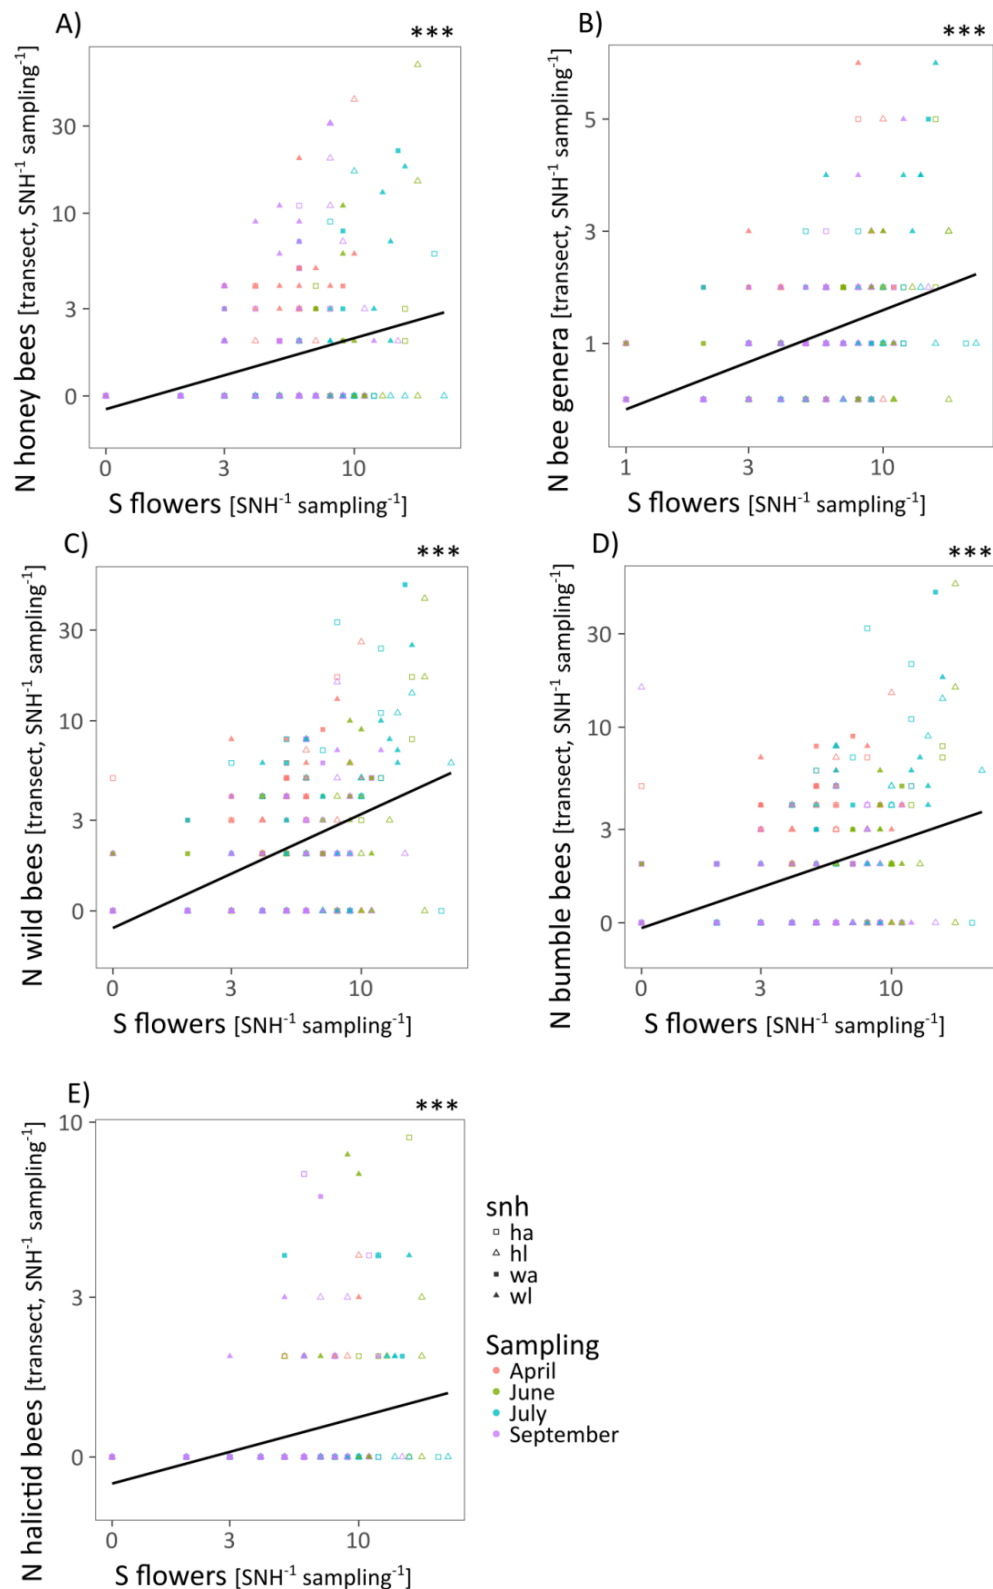 A)
***
N honey bees [transect, SNH⁻¹ sampling⁻¹]
30
10
3
0
0 3 10
S flowers [SNH⁻¹ sampling⁻¹]
B)
***
N bee genera [transect, SNH⁻¹ sampling⁻¹]
5
3
1
1 3 10
S flowers [SNH⁻¹ sampling⁻¹]
C)
***
N wild bees [transect, SNH⁻¹ sampling⁻¹]
30
10
3
0
0 3 10
S flowers [SNH⁻¹ sampling⁻¹]
D)
***
N bumble bees [transect, SNH⁻¹ sampling⁻¹]
30
10
3
0
0 3 10
S flowers [SNH⁻¹ sampling⁻¹]
E)
***
N halictid bees [transect, SNH⁻¹ sampling⁻¹]
10
3
0
0 3 10
S flowers [SNH⁻¹ sampling⁻¹]
snh
ha
hl
wa
wl
Sampling
April
June
July
September